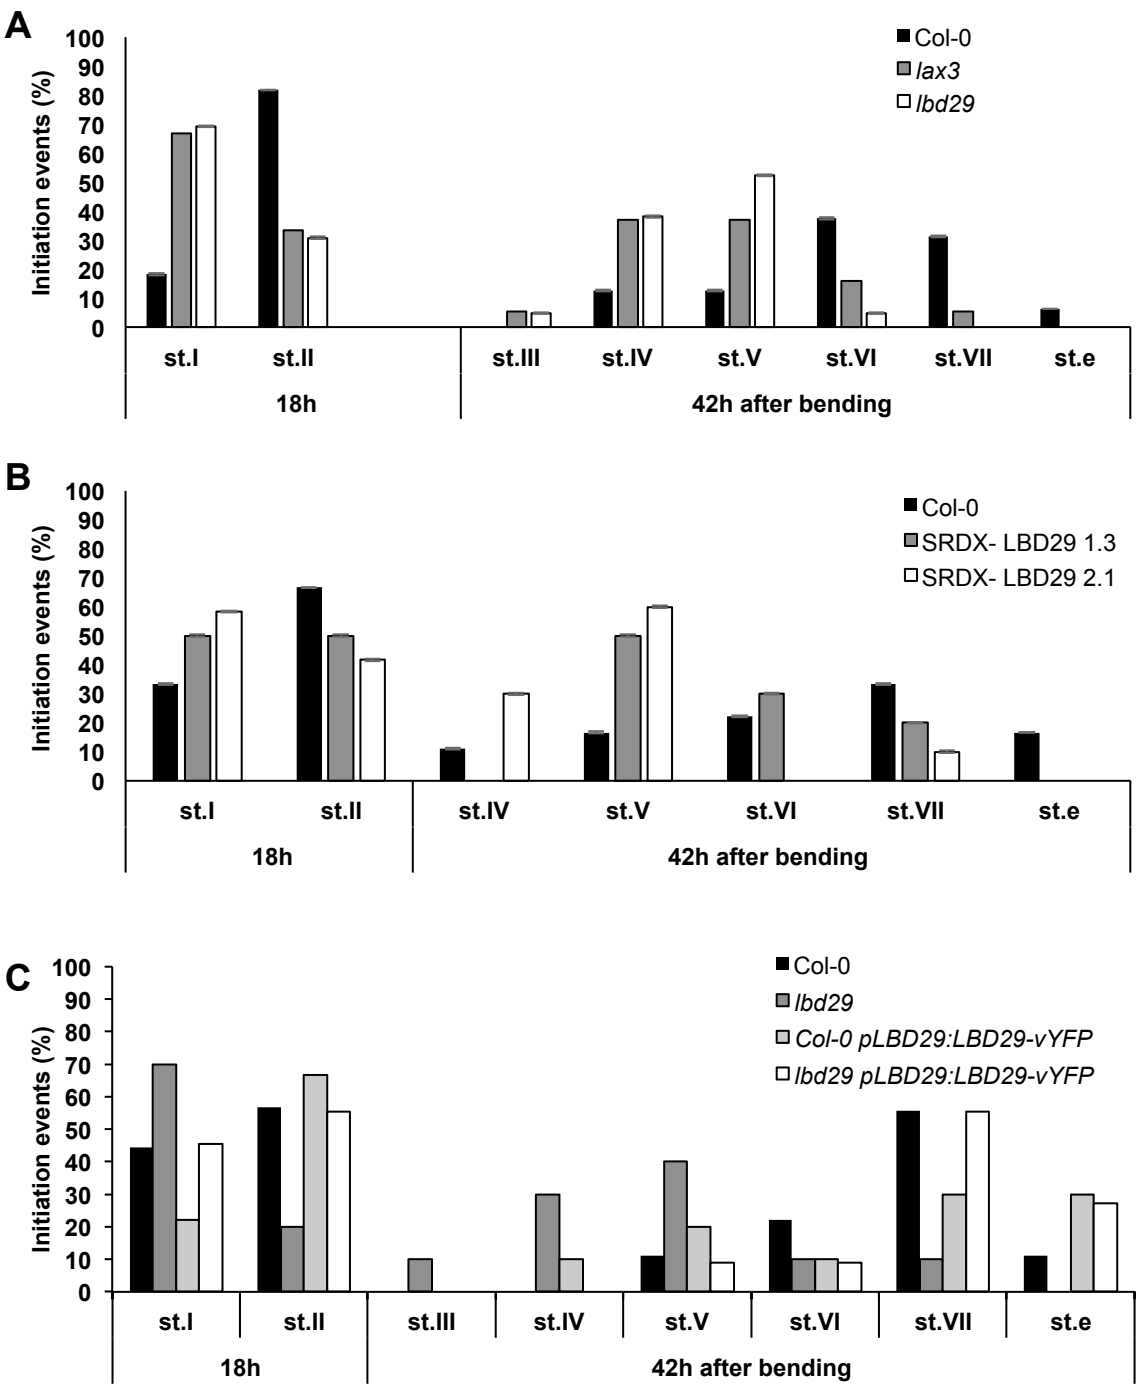 A
Initiation events (%)
100
90
80
70
60
50
40
30
20
10
0
Col-0
lax3
lbd29
st.I st.II st.III st.IV st.V st.VI st.VII st.e
18h 42h after bending
B
Initiation events (%)
100
90
80
70
60
50
40
30
20
10
0
Col-0
SRDX- LBD29 1.3
SRDX- LBD29 2.1
st.I st.II st.IV st.V st.VI st.VII st.e
18h 42h after bending
C
Initiation events (%)
100
90
80
70
60
50
40
30
20
10
0
Col-0
lbd29
Col-0 pLBD29:LBD29-vYFP
lbd29 pLBD29:LBD29-vYFP
st.I st.II st.III st.IV st.V st.VI st.VII st.e
18h 42h after bending